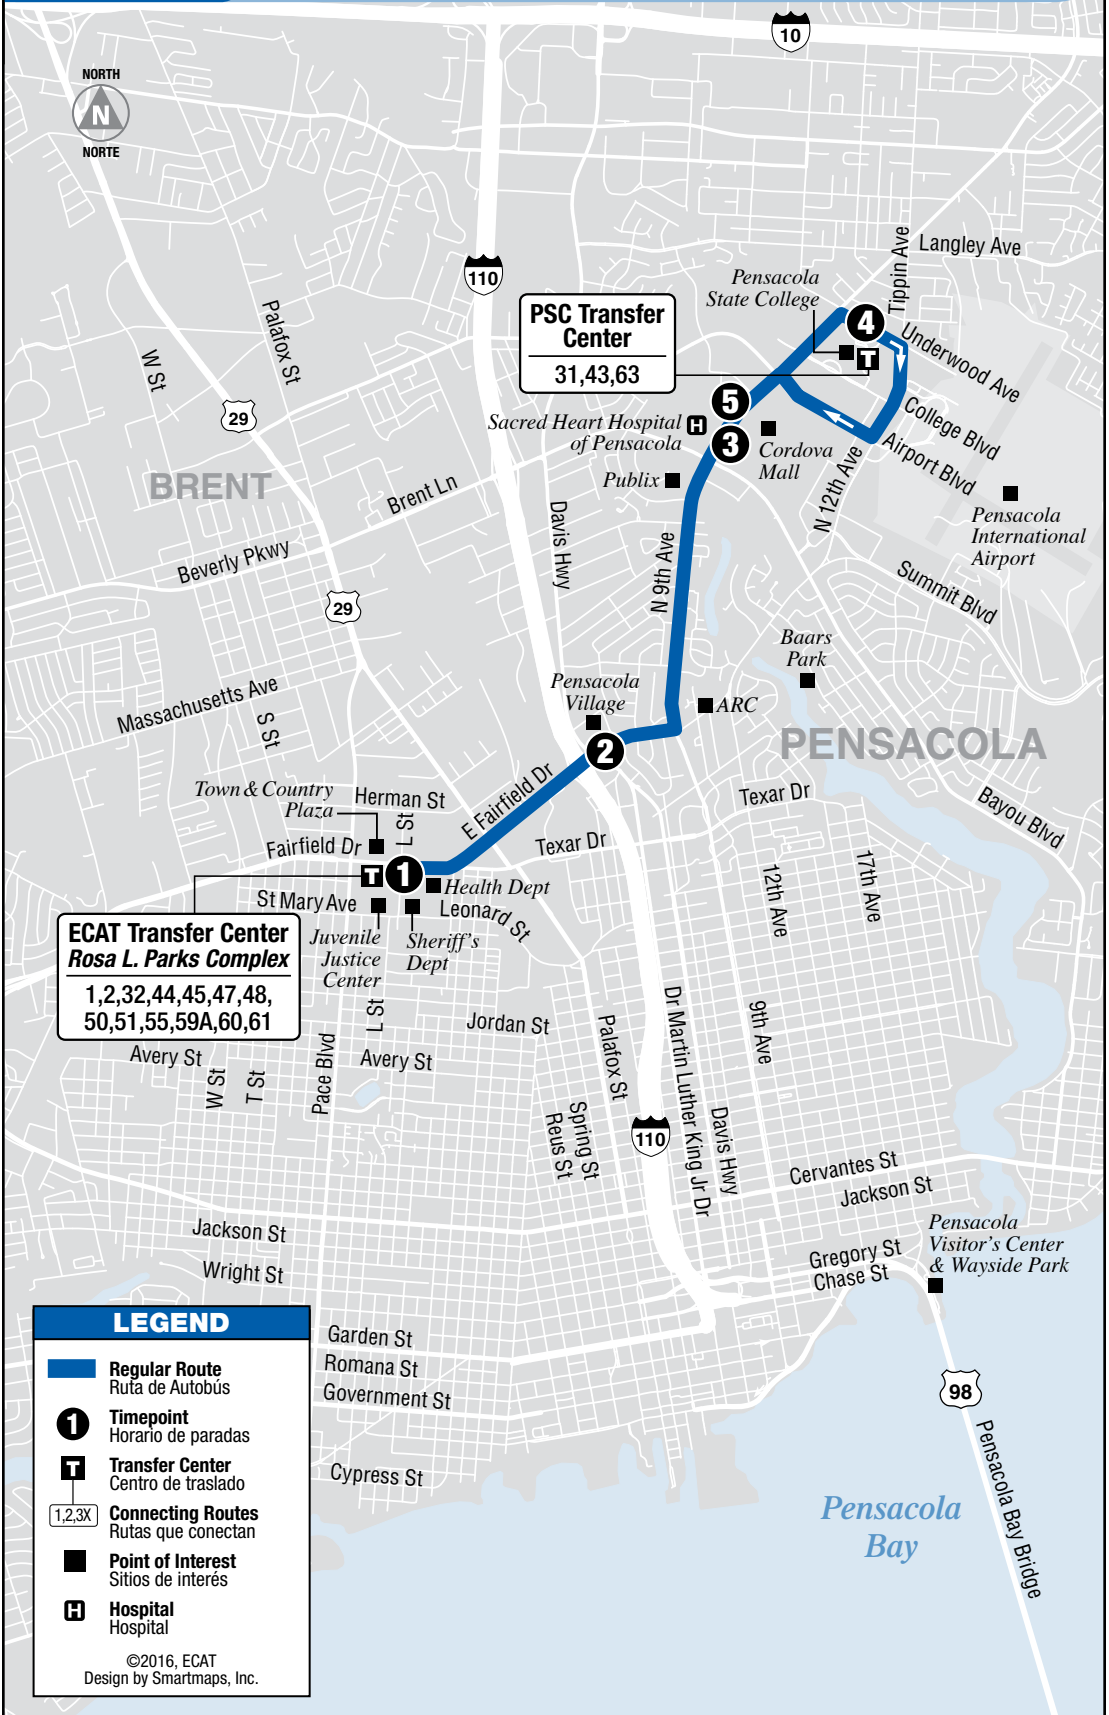 10
NORTH
N
NORTE
110
Tippin Ave
Langley Ave
Pensacola
State College
PSC Transfer
Center
31,43,63
4
T
Underwood Ave
Palafox St
W St
29
5
College Blvd
Sacred Heart Hospital
of Pensacola
H
3
Cordova
Mall
Airport Blvd
N 12th Ave
BRENT
Publix
Brent Ln
Davis Hwy
Pensacola
International
Airport
Beverly Pkwy
N 9th Ave
Summit Blvd
29
Baars
Park
Massachusetts Ave
S St
Pensacola
Village
ARC
PENSACOLA
2
Town & Country
Plaza
Herman St
L St
E Fairfield Dr
Texar Dr
Bayou Blvd
Fairfield Dr
Texar Dr
T
1
Health Dept
12th Ave
17th Ave
St Mary Ave
Leonard St
ECAT Transfer Center
Rosa L. Parks Complex
1,2,32,44,45,47,48,
50,51,55,59A,60,61
Juvenile
Justice
Center
Sheriff's
Dept
L St
Jordan St
Palafox St
Dr Martin Luther King Jr Dr
9th Ave
Avery St
W St
T St
Pace Blvd
Avery St
Spring St
Reus St
110
Davis Hwy
Cervantes St
Jackson St
Jackson St
Wright St
Gregory St
Chase St
Pensacola
Visitor's Center
& Wayside Park
Garden St
Romana St
Government St
Cypress St
98
Pensacola Bay Bridge
Pensacola
Bay
LEGEND
Regular Route
Ruta de Autobús
1
Timepoint
Horario de paradas
T
Transfer Center
Centro de traslado
1,2,3X
Connecting Routes
Rutas que conectan
Point of Interest
Sitios de interés
H
Hospital
Hospital
©2016, ECAT
Design by Smartmaps, Inc.